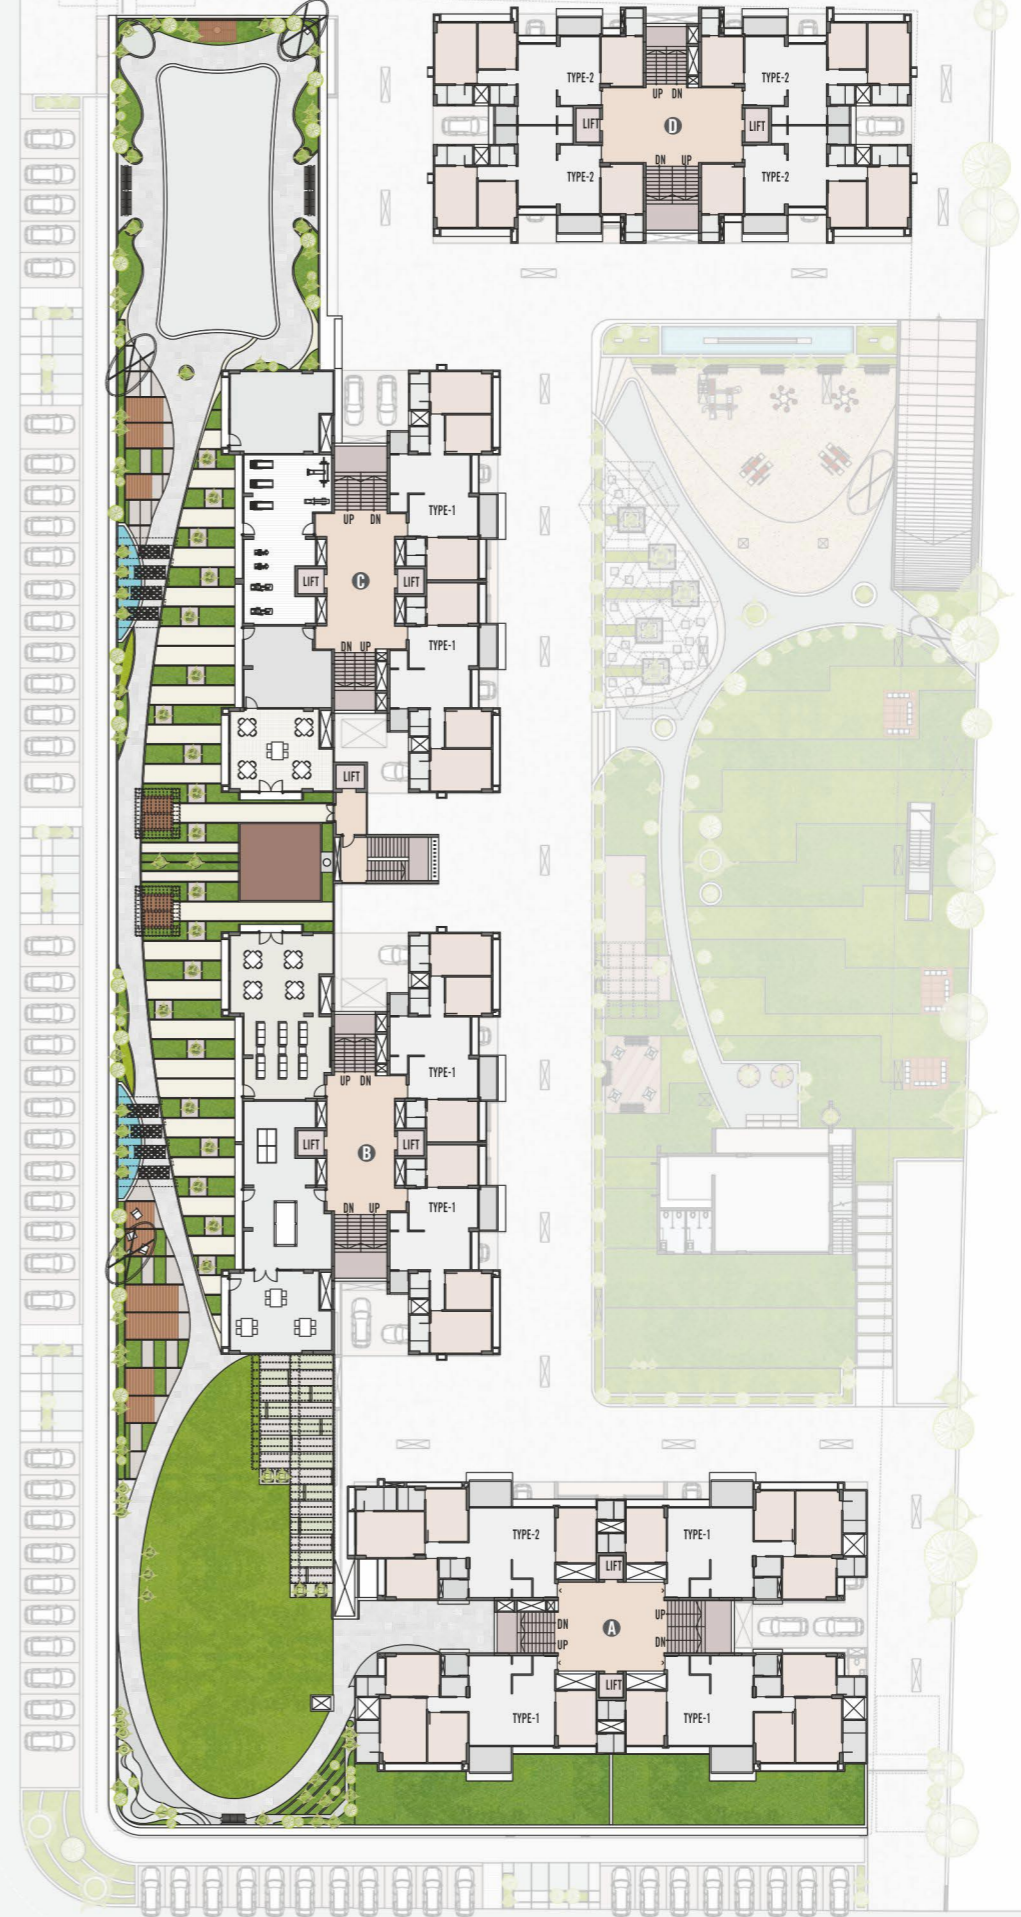 TYPE-2 TYPE-2
UP DN
LIFT D LIFT
DN UP
TYPE-2 TYPE-2
TYPE-1
UP DN
LIFT C LIFT
DN UP
TYPE-1
LIFT
TYPE-1
UP DN
LIFT B LIFT
DN UP
TYPE-1
TYPE-2 TYPE-1
LIFT
UP
DN
A
UP
DN
LIFT
TYPE-1 TYPE-1